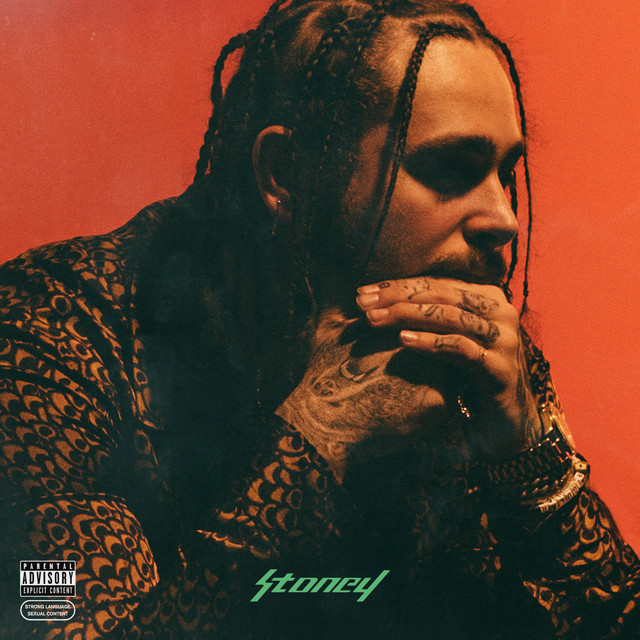 PARENTAL
ADVISORY
EXPLICIT CONTENT
STRONG LANGUAGE
SEXUAL CONTENT
Stoney